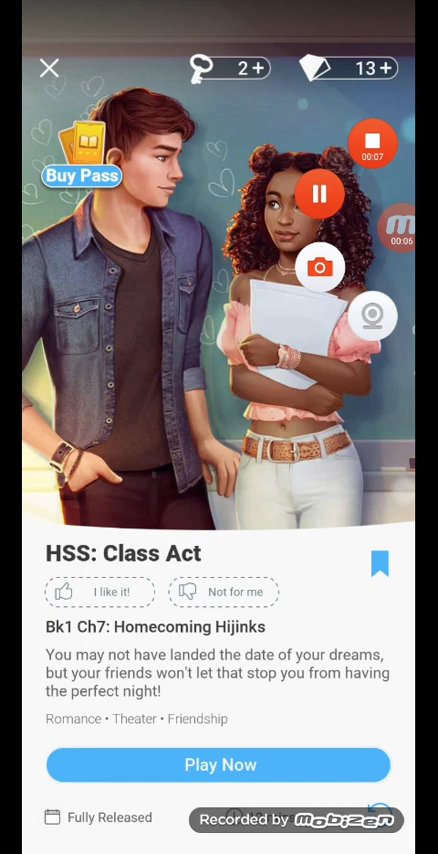 2+
13+
00:07
Buy Pass
00:06
HSS: Class Act
I like it!
Not for me
Bk1 Ch7: Homecoming Hijinks
You may not have landed the date of your dreams,
but your friends won't let that stop you from having
the perfect night!
Romance • Theater • Friendship
Play Now
Fully Released
Recorded by mobizen